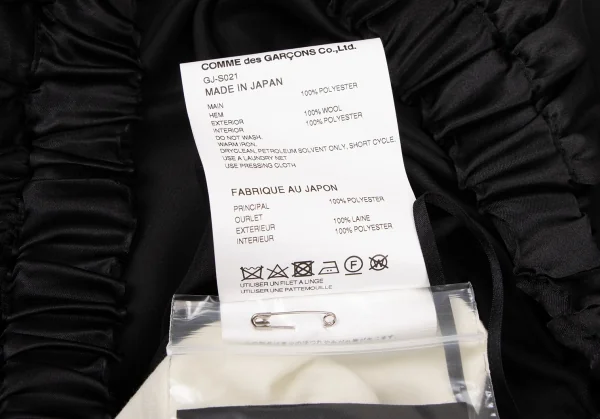 COMME des GARÇONS Co.,Ltd.
GJ-S021
MADE IN JAPAN
MAIN 100% POLYESTER
HEM
EXTERIOR 100% WOOL
INTERIOR 100% POLYESTER
DO NOT WASH.
WARM IRON.
DRYCLEAN, PETROLEUM SOLVENT ONLY, SHORT CYCLE.
USE A LAUNDRY NET
USE PRESSING CLOTH
FABRIQUE AU JAPON
PRINCIPAL 100% POLYESTER
OURLET
EXTERIEUR 100% LAINE
INTERIEUR 100% POLYESTER
F
UTILISER UN FILET A LINGE
UTILISER UNE PATTEMOUILLE